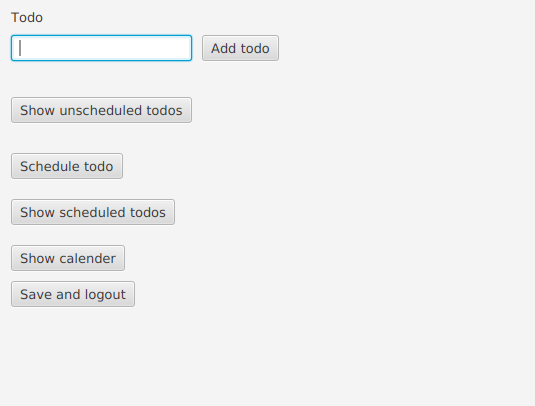 Todo
Add todo
Show unscheduled todos
Schedule todo
Show scheduled todos
Show calender
Save and logout